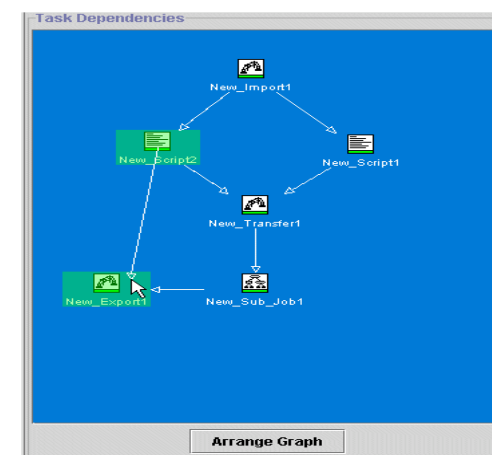 Task Dependencies
New_Import1
New_Script2
New_Script1
New_Transfer1
New_Export1
New_Sub_Job1
Arrange Graph